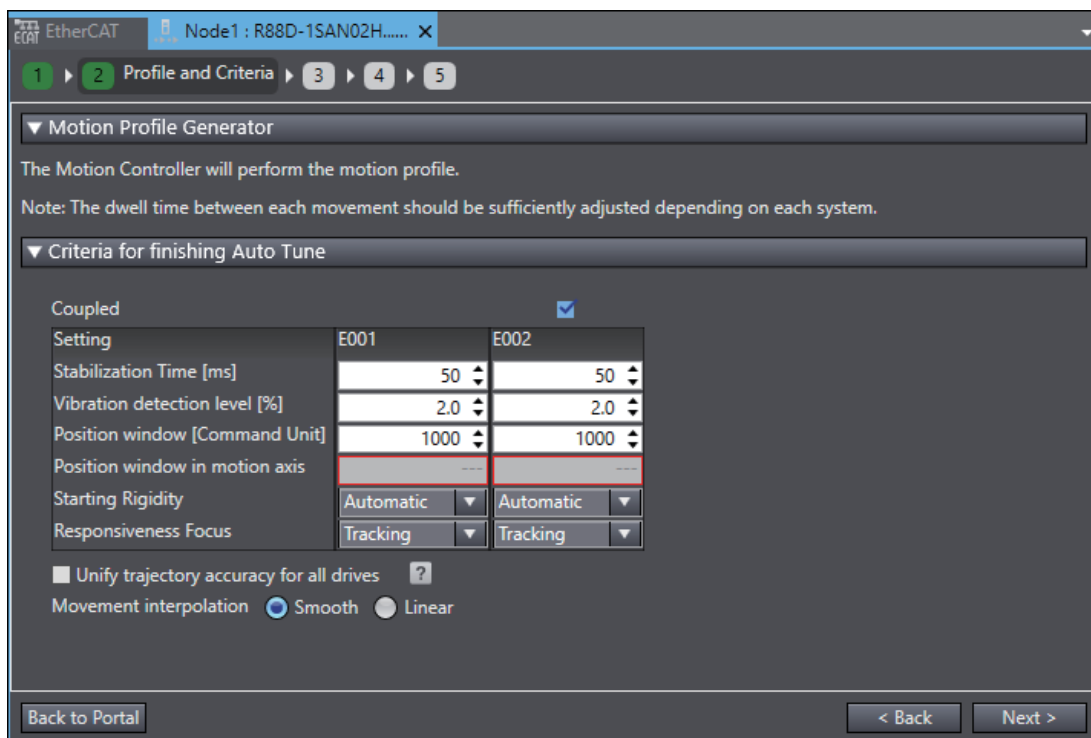 ECAT EtherCAT Node1 : R88D-1SAN02H...... ×
1 2 Profile and Criteria 3 4 5
Motion Profile Generator
The Motion Controller will perform the motion profile.
Note: The dwell time between each movement should be sufficiently adjusted depending on each system.
Criteria for finishing Auto Tune
Coupled
Setting E001 E002
Stabilization Time [ms] 50 50
Vibration detection level [%] 2.0 2.0
Position window [Command Unit] 1000 1000
Position window in motion axis --- ---
Starting Rigidity Automatic Automatic
Responsiveness Focus Tracking Tracking
Unify trajectory accuracy for all drives ?
Movement interpolation Smooth Linear
Back to Portal < Back Next >